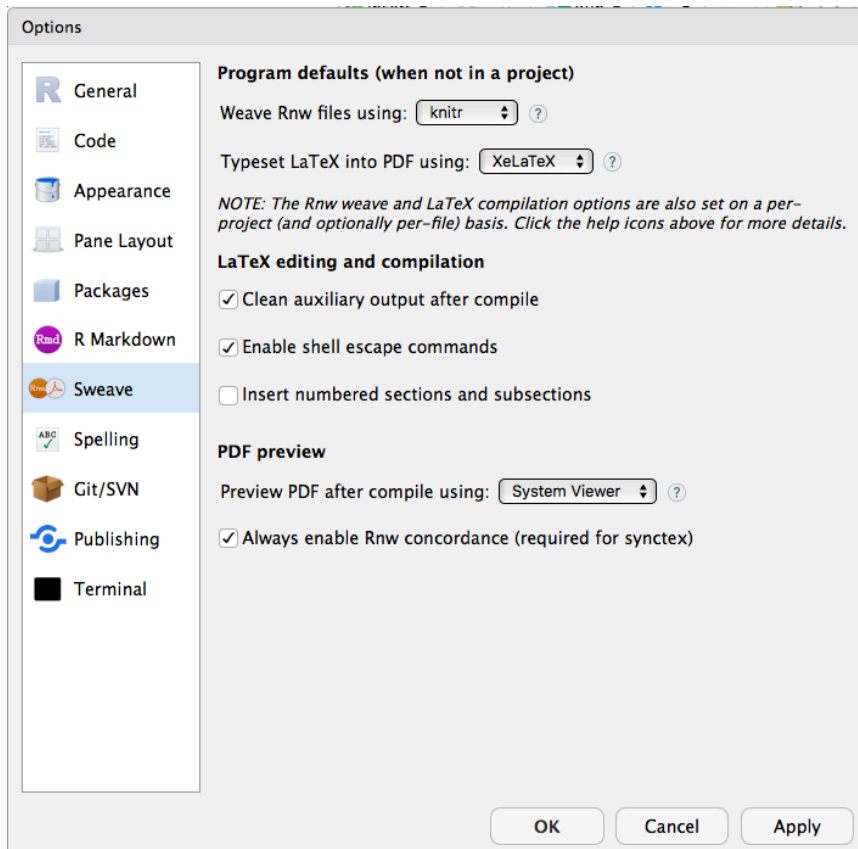 Options
General
Code
Appearance
Pane Layout
Packages
Rmd R Markdown
Rnw Sweave
ABC Spelling
Git/SVN
Publishing
Terminal
Program defaults (when not in a project)
Weave Rnw files using: knitr ?
Typeset LaTeX into PDF using: XeLaTeX ?
NOTE: The Rnw weave and LaTeX compilation options are also set on a per-
project (and optionally per-file) basis. Click the help icons above for more details.
LaTeX editing and compilation
Clean auxiliary output after compile
Enable shell escape commands
Insert numbered sections and subsections
PDF preview
Preview PDF after compile using: System Viewer ?
Always enable Rnw concordance (required for synctex)
OK Cancel Apply